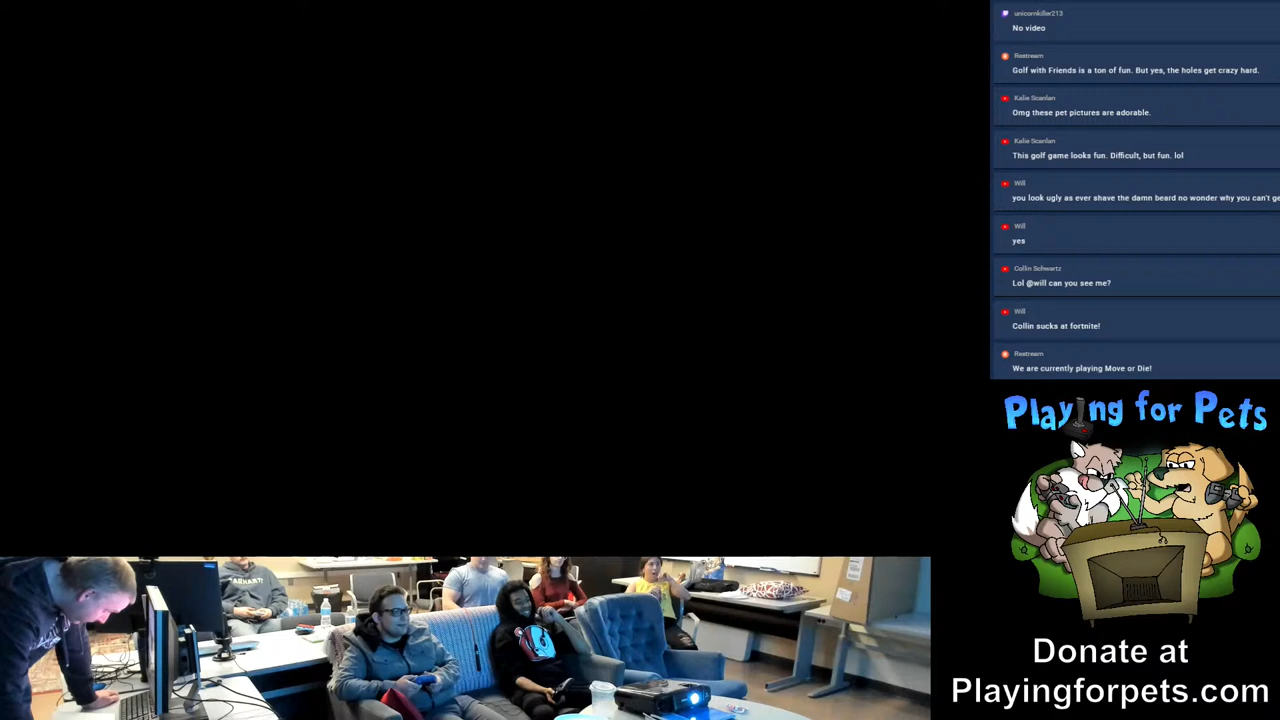 unicornkiller213
No video
Restream
Golf with Friends is a ton of fun. But yes, the holes get crazy hard.
Kalie Scanlan
Omg these pet pictures are adorable.
Kalie Scanlan
This golf game looks fun. Difficult, but fun. lol
Will
you look ugly as ever shave the damn beard no wonder why you can't ge
Will
yes
Collin Schwartz
Lol @will can you see me?
Will
Collin sucks at fortnite!
Restream
We are currently playing Move or Die!
Playing for Pets
Donate at
Playingforpets.com